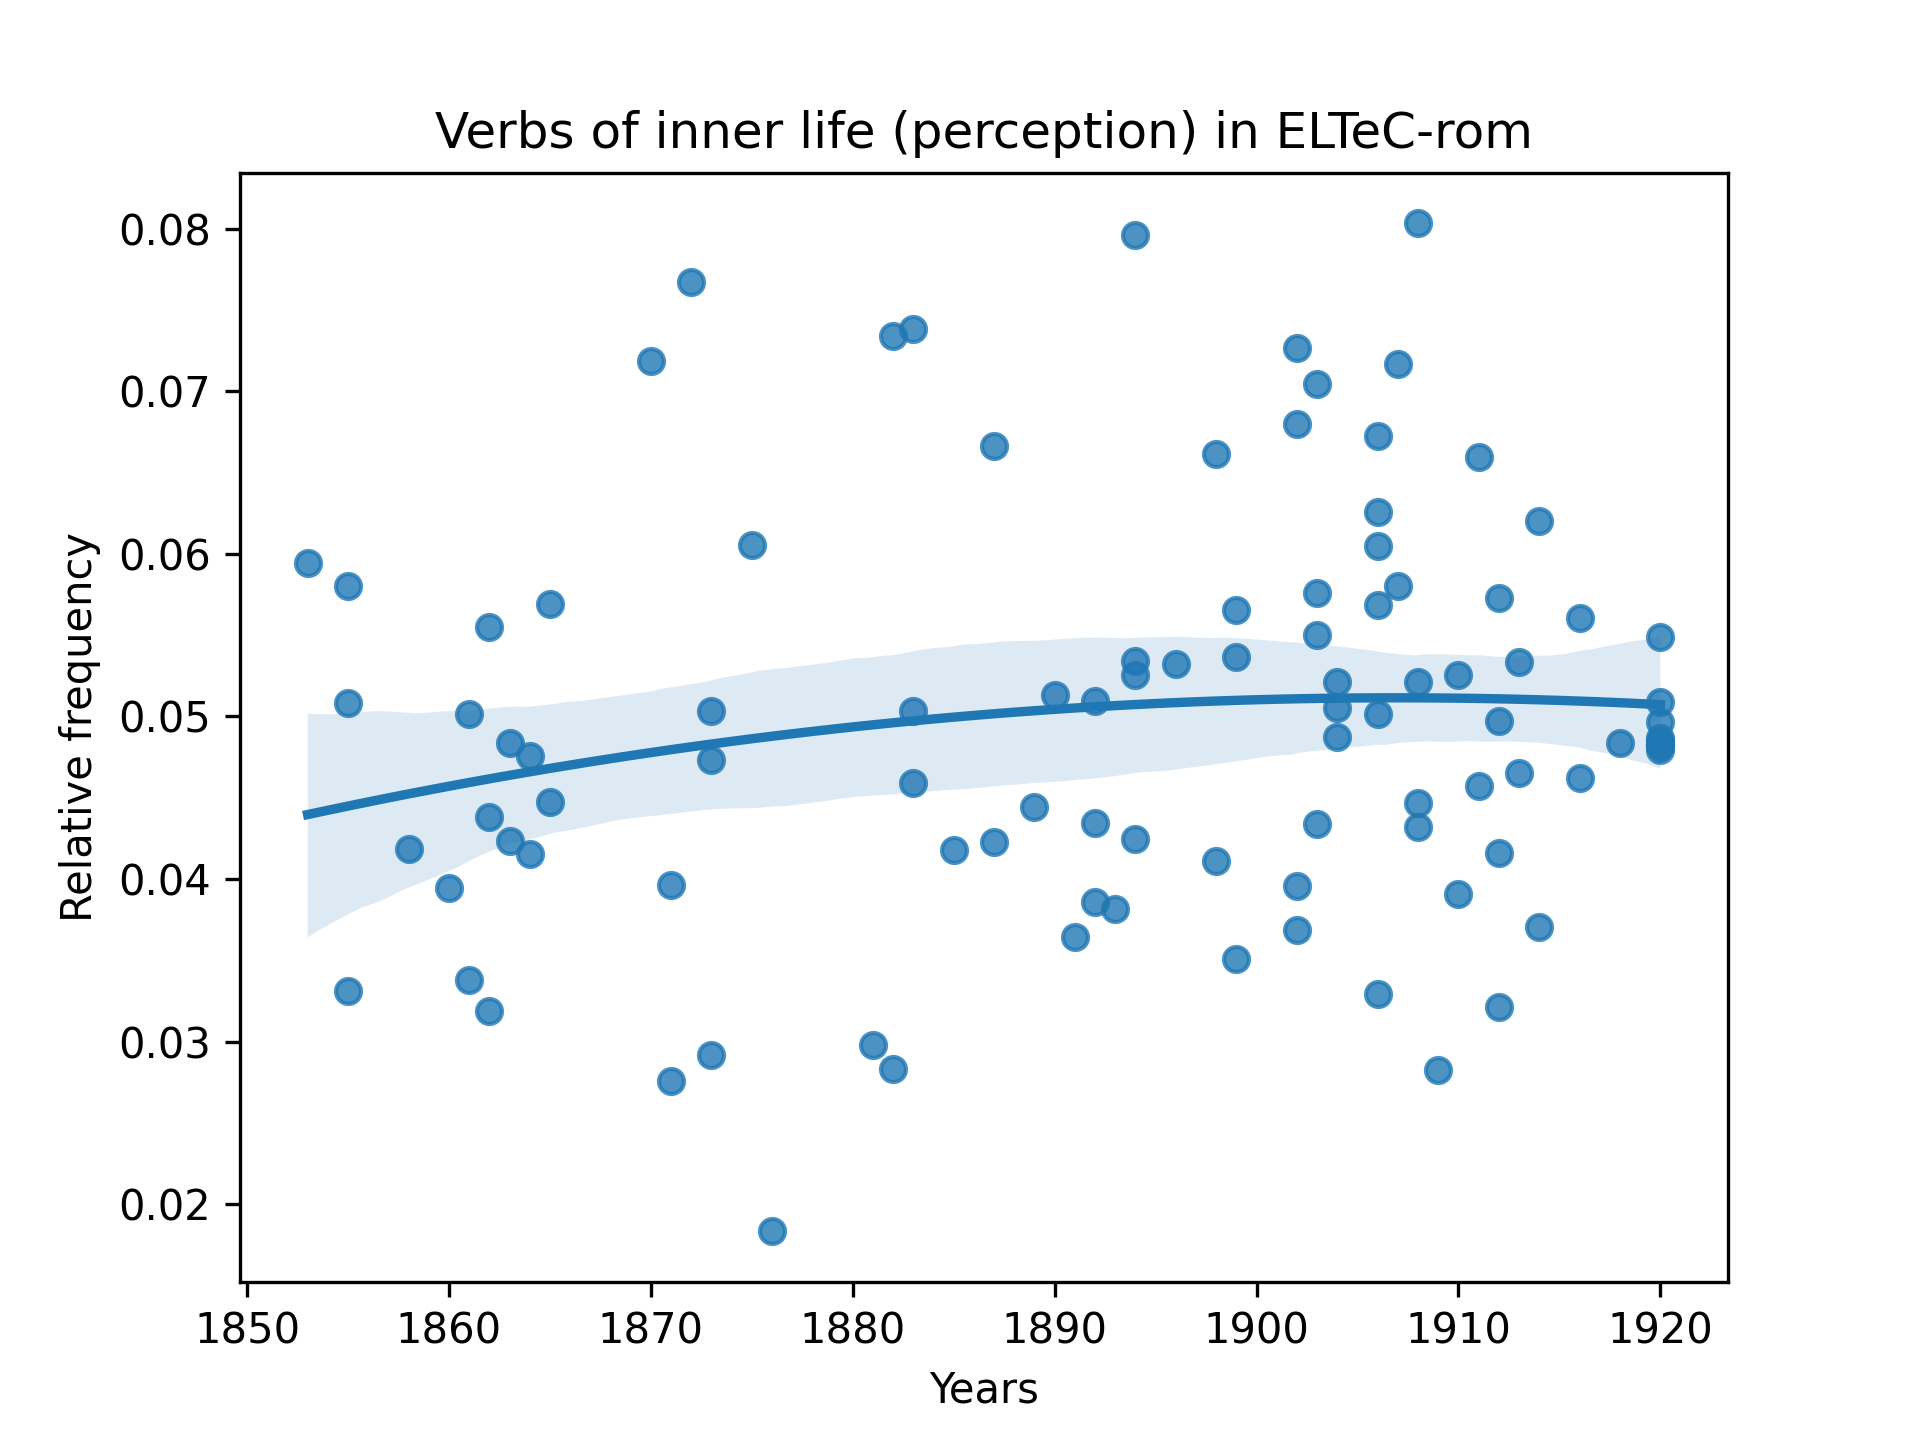 Verbs of inner life (perception) in ELTeC-rom
Relative frequency
0.08
0.07
0.06
0.05
0.04
0.03
0.02
1850 1860 1870 1880 1890 1900 1910 1920
Years